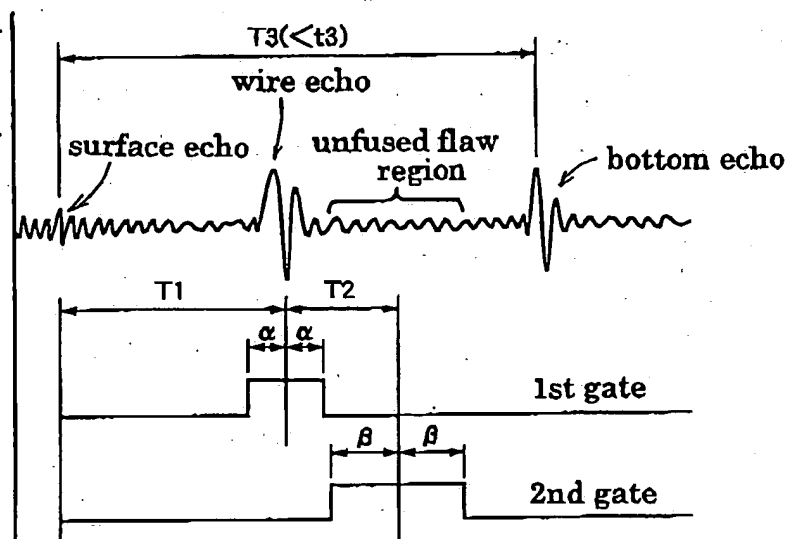 T3(<t3)
wire echo
surface echo
unfused flaw
region
bottom echo
T1
T2
α
α
1st gate
β
β
2nd gate